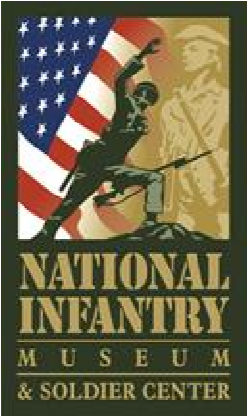 NATIONAL
INFANTRY
MUSEUM
& SOLDIER CENTER